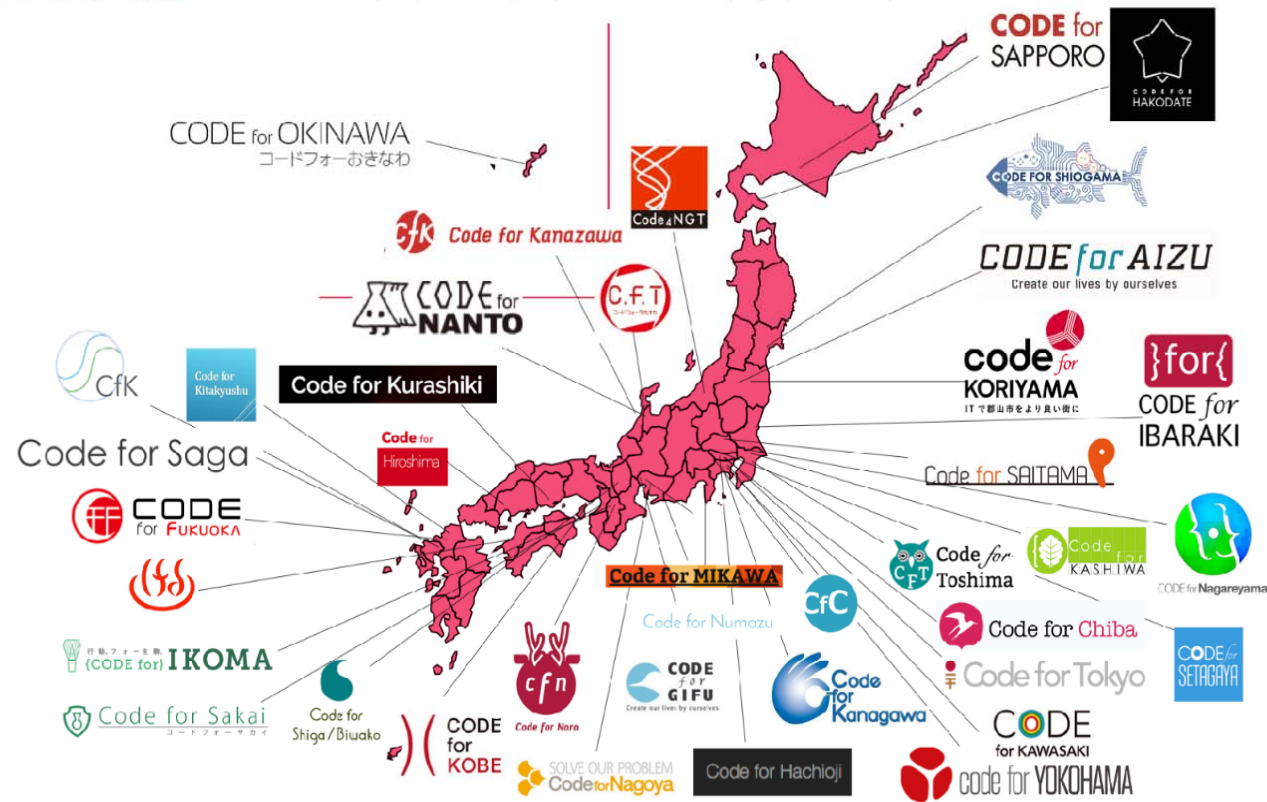 CODE for
SAPPORO
CODE FOR
HAKODATE
CODE for OKINAWA
コードフォーおきなわ
CODE FOR SHIOGAMA
Code4NGT
CfK
Code for Kanazawa
CODE for AIZU
Create our lives by ourselves
C.f.T
CODE for
NANTO
code for
KORIYAMA
ITで郡山市をより良い街に
}for{
CODE for
IBARAKI
CfK
Code for
Kitakyushu
Code for Kurashiki
Code for Saga
Code for
Hiroshima
Code for SAITAMA
CODE
for FUKUOKA
Code for
Toshima
CFT
Code for
KASHIWA
CODE for Nagareyama
Code for MIKAWA
CfC
Code for Numazu
Code for Chiba
{CODE for} IKOMA
cfn
Code for Nara
CODE
for
GIFU
Create our lives by ourselves
Code
for
Kanagawa
Code for Tokyo
CODE for
SETAGAYA
Code for Sakai
コードフォーサカイ
Code for
Shiga/Biwako
CODE
for
KOBE
CODE
for KAWASAKI
SOLVE OUR PROBLEM
Code for Nagoya
Code for Hachioji
code for YOKOHAMA